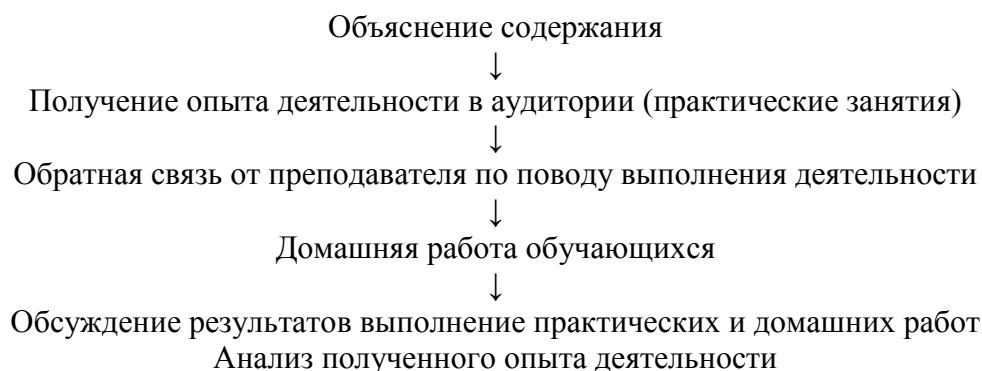 Объяснение содержания
↓
Получение опыта деятельности в аудитории (практические занятия)
↓
Обратная связь от преподавателя по поводу выполнения деятельности
↓
Домашняя работа обучающихся
↓
Обсуждение результатов выполнение практических и домашних работ
Анализ полученного опыта деятельности